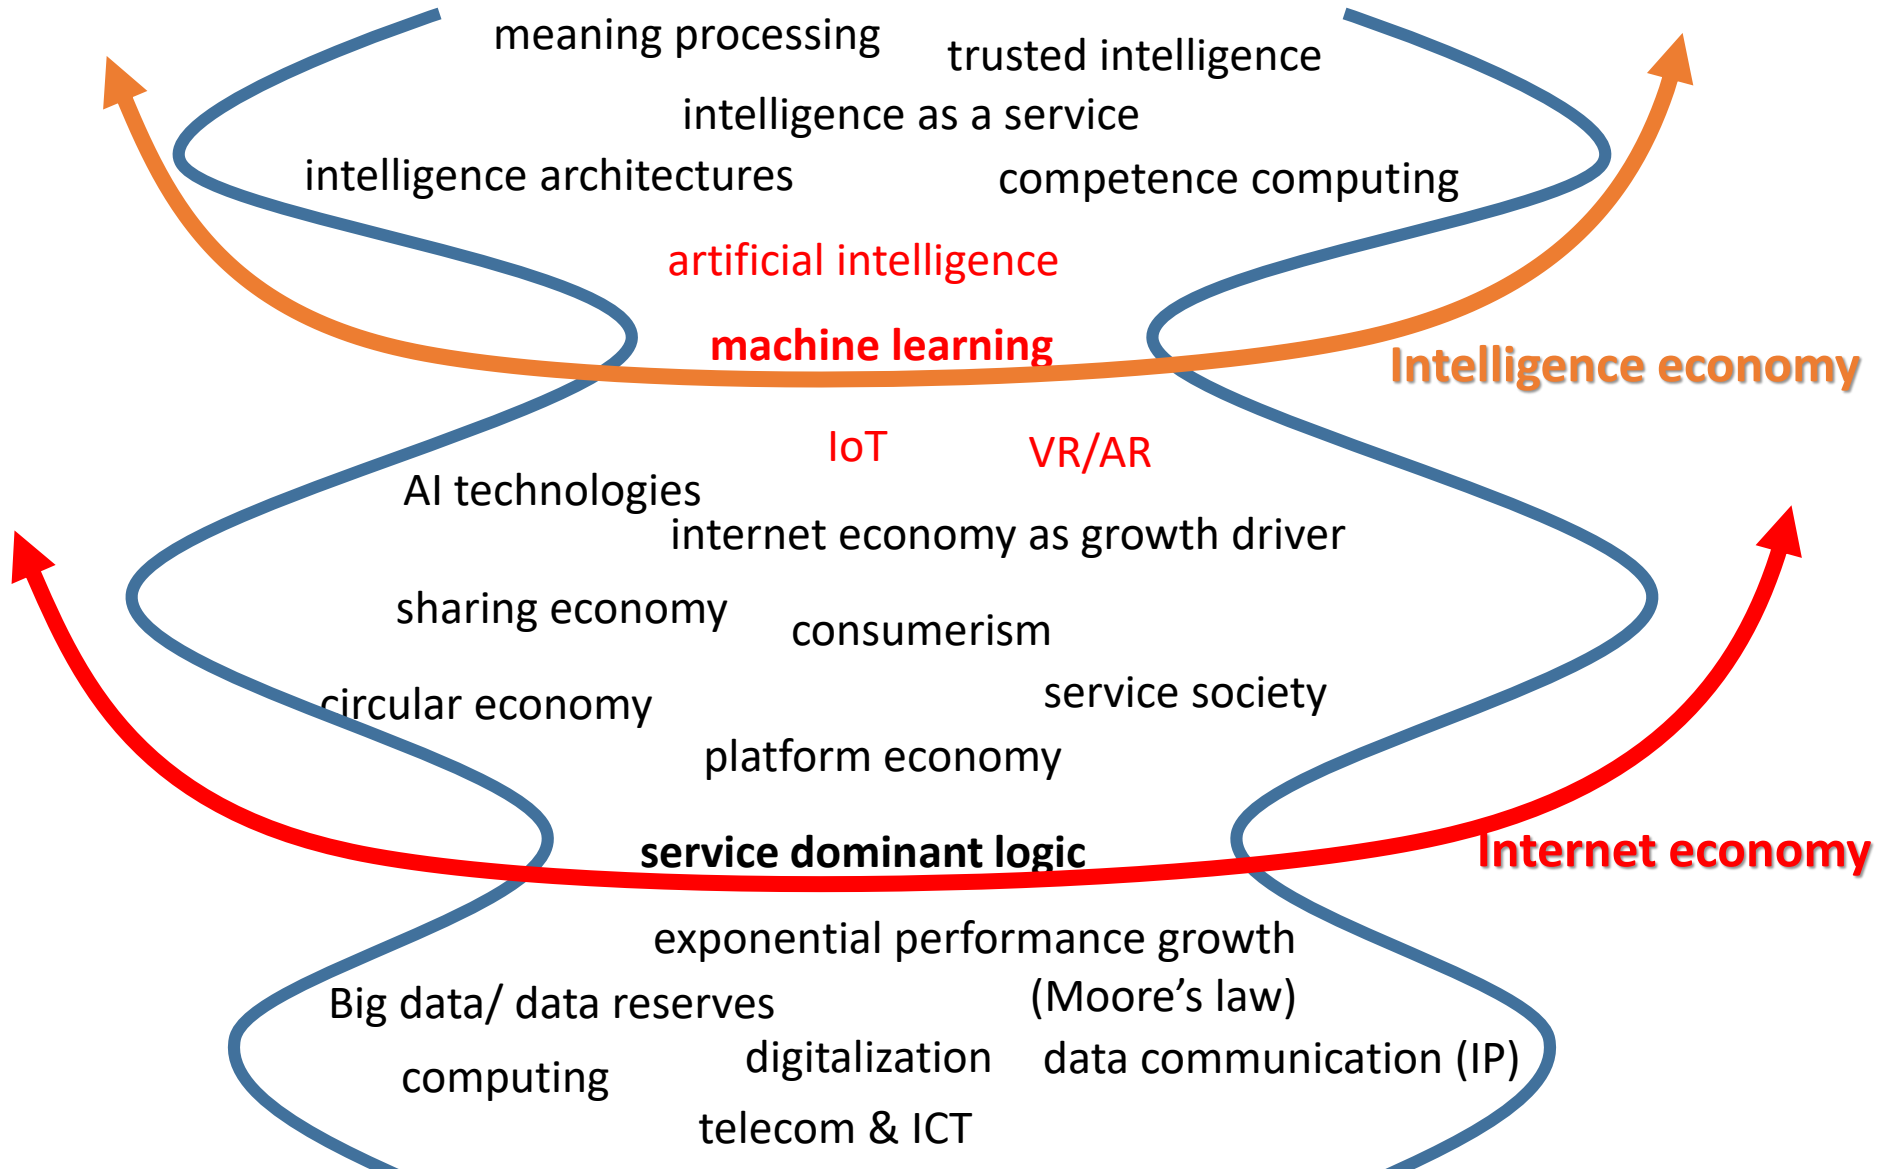 meaning processing
trusted intelligence
intelligence as a service
intelligence architectures
competence computing
artificial intelligence
machine learning
Intelligence economy
IoT
VR/AR
AI technologies
internet economy as growth driver
sharing economy
consumerism
circular economy
service society
platform economy
service dominant logic
Internet economy
exponential performance growth
(Moore’s law)
Big data/ data reserves
digitalization
data communication (IP)
computing
telecom & ICT